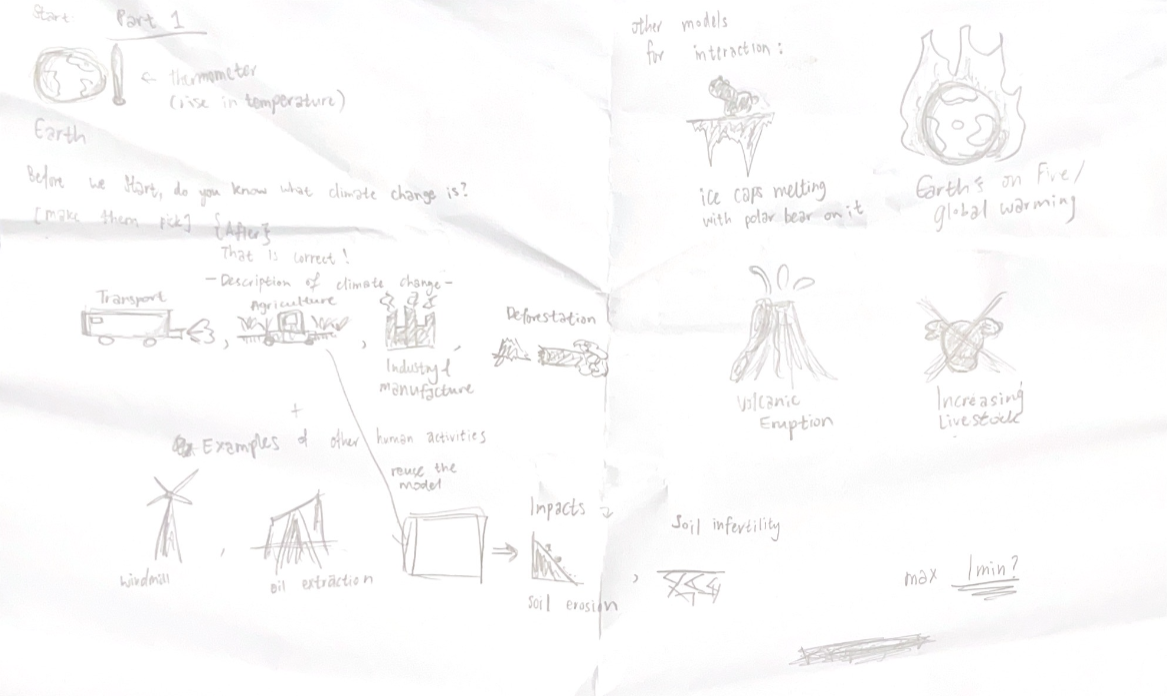 Start:
Part 1
← thermometer
(rise in temperature)
Earth
Before we start, do you know what climate change is?
[make them pick] {After}
That is correct!
- Description of climate change -
Transport
Agriculture
,
,
Industry &
manufacture
,
Deforestation
+
Examples of other human activities
reuse the
model
windmill
,
oil extraction
Inpacts
soil erosion
,
Soil infertility
other models
for interaction:
ice caps melting
with polar bear on it
Earth's on Fire/
global warming
Volcanic
Eruption
Increasing
Livestock
max 1min?